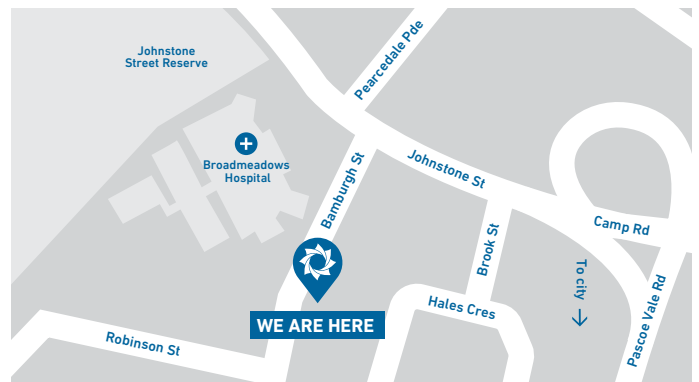 Johnstone
Street Reserve
Pearcedale Pde
Broadmeadows
Hospital
Bamburgh St
Johnstone St
Camp Rd
Brook St
To city
Hales Cres
Pascoe Vale Rd
WE ARE HERE
Robinson St